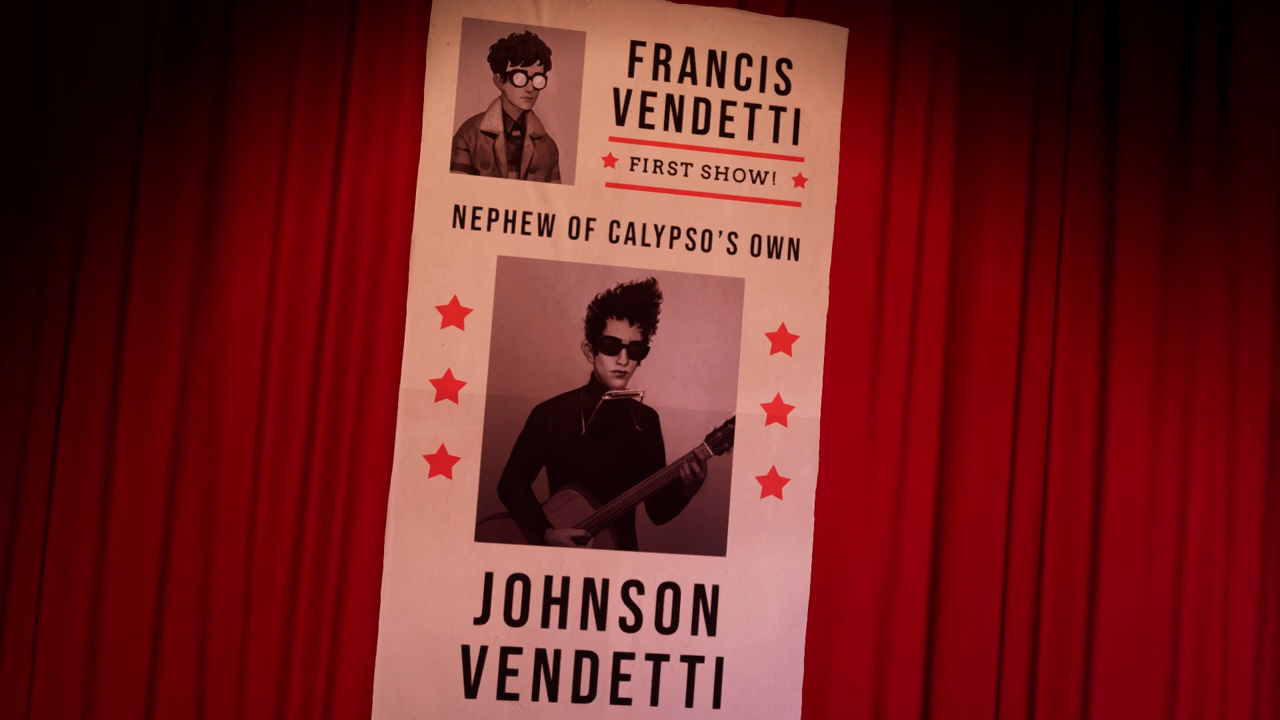 FRANCIS
VENDETTI
FIRST SHOW!
NEPHEW OF CALYPSO'S OWN
JOHNSON
VENDETTI